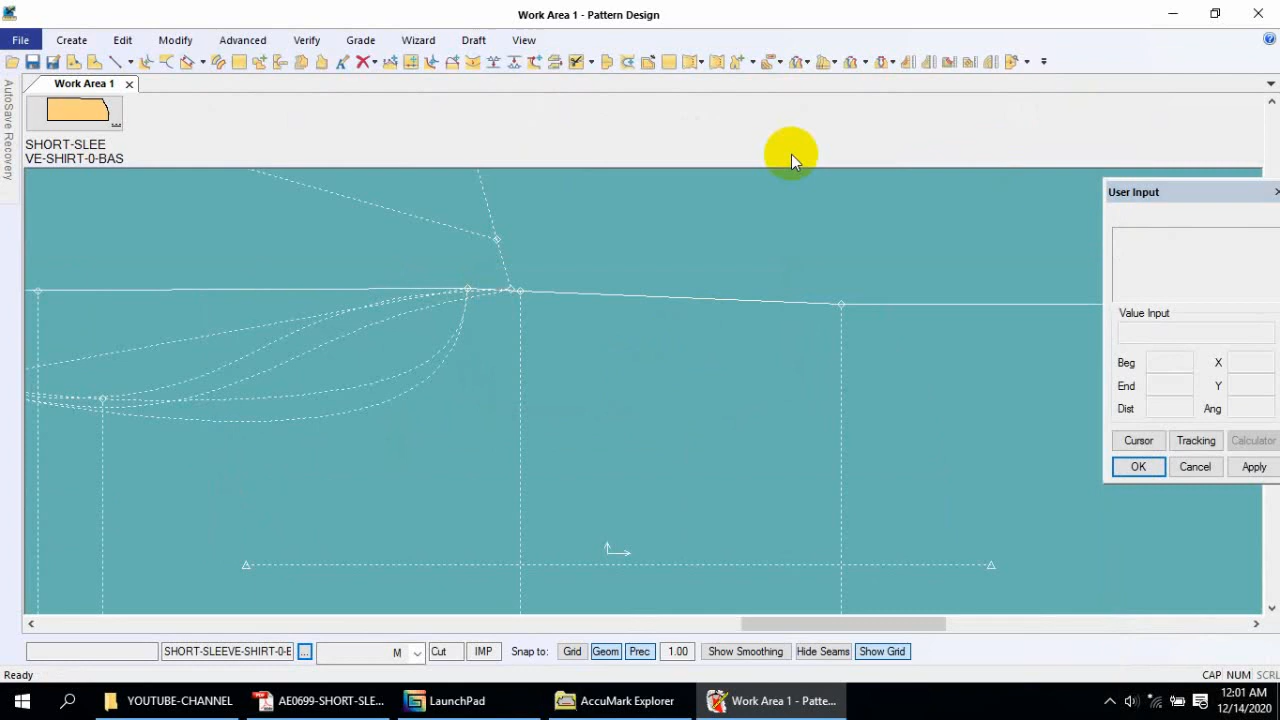 Work Area 1 - Pattern Design
File Create Edit Modify Advanced Verify Grade Wizard Draft View
Work Area 1
AutoSave Recovery
SHORT-SLEE
VE-SHIRT-0-BAS
User Input
Value Input
Beg X
End Y
Dist Ang
Cursor Tracking Calculator
OK Cancel Apply
SHORT-SLEEVE-SHIRT-0-E ... M Cut IMP Snap to: Grid Geom Prec 1.00 Show Smoothing Hide Seams Show Grid
Ready CAP NUM SCRL
YOUTUBE-CHANNEL AE0699-SHORT-SLE... LaunchPad AccuMark Explorer Work Area 1 - Patte... 12:01 AM
12/14/2020